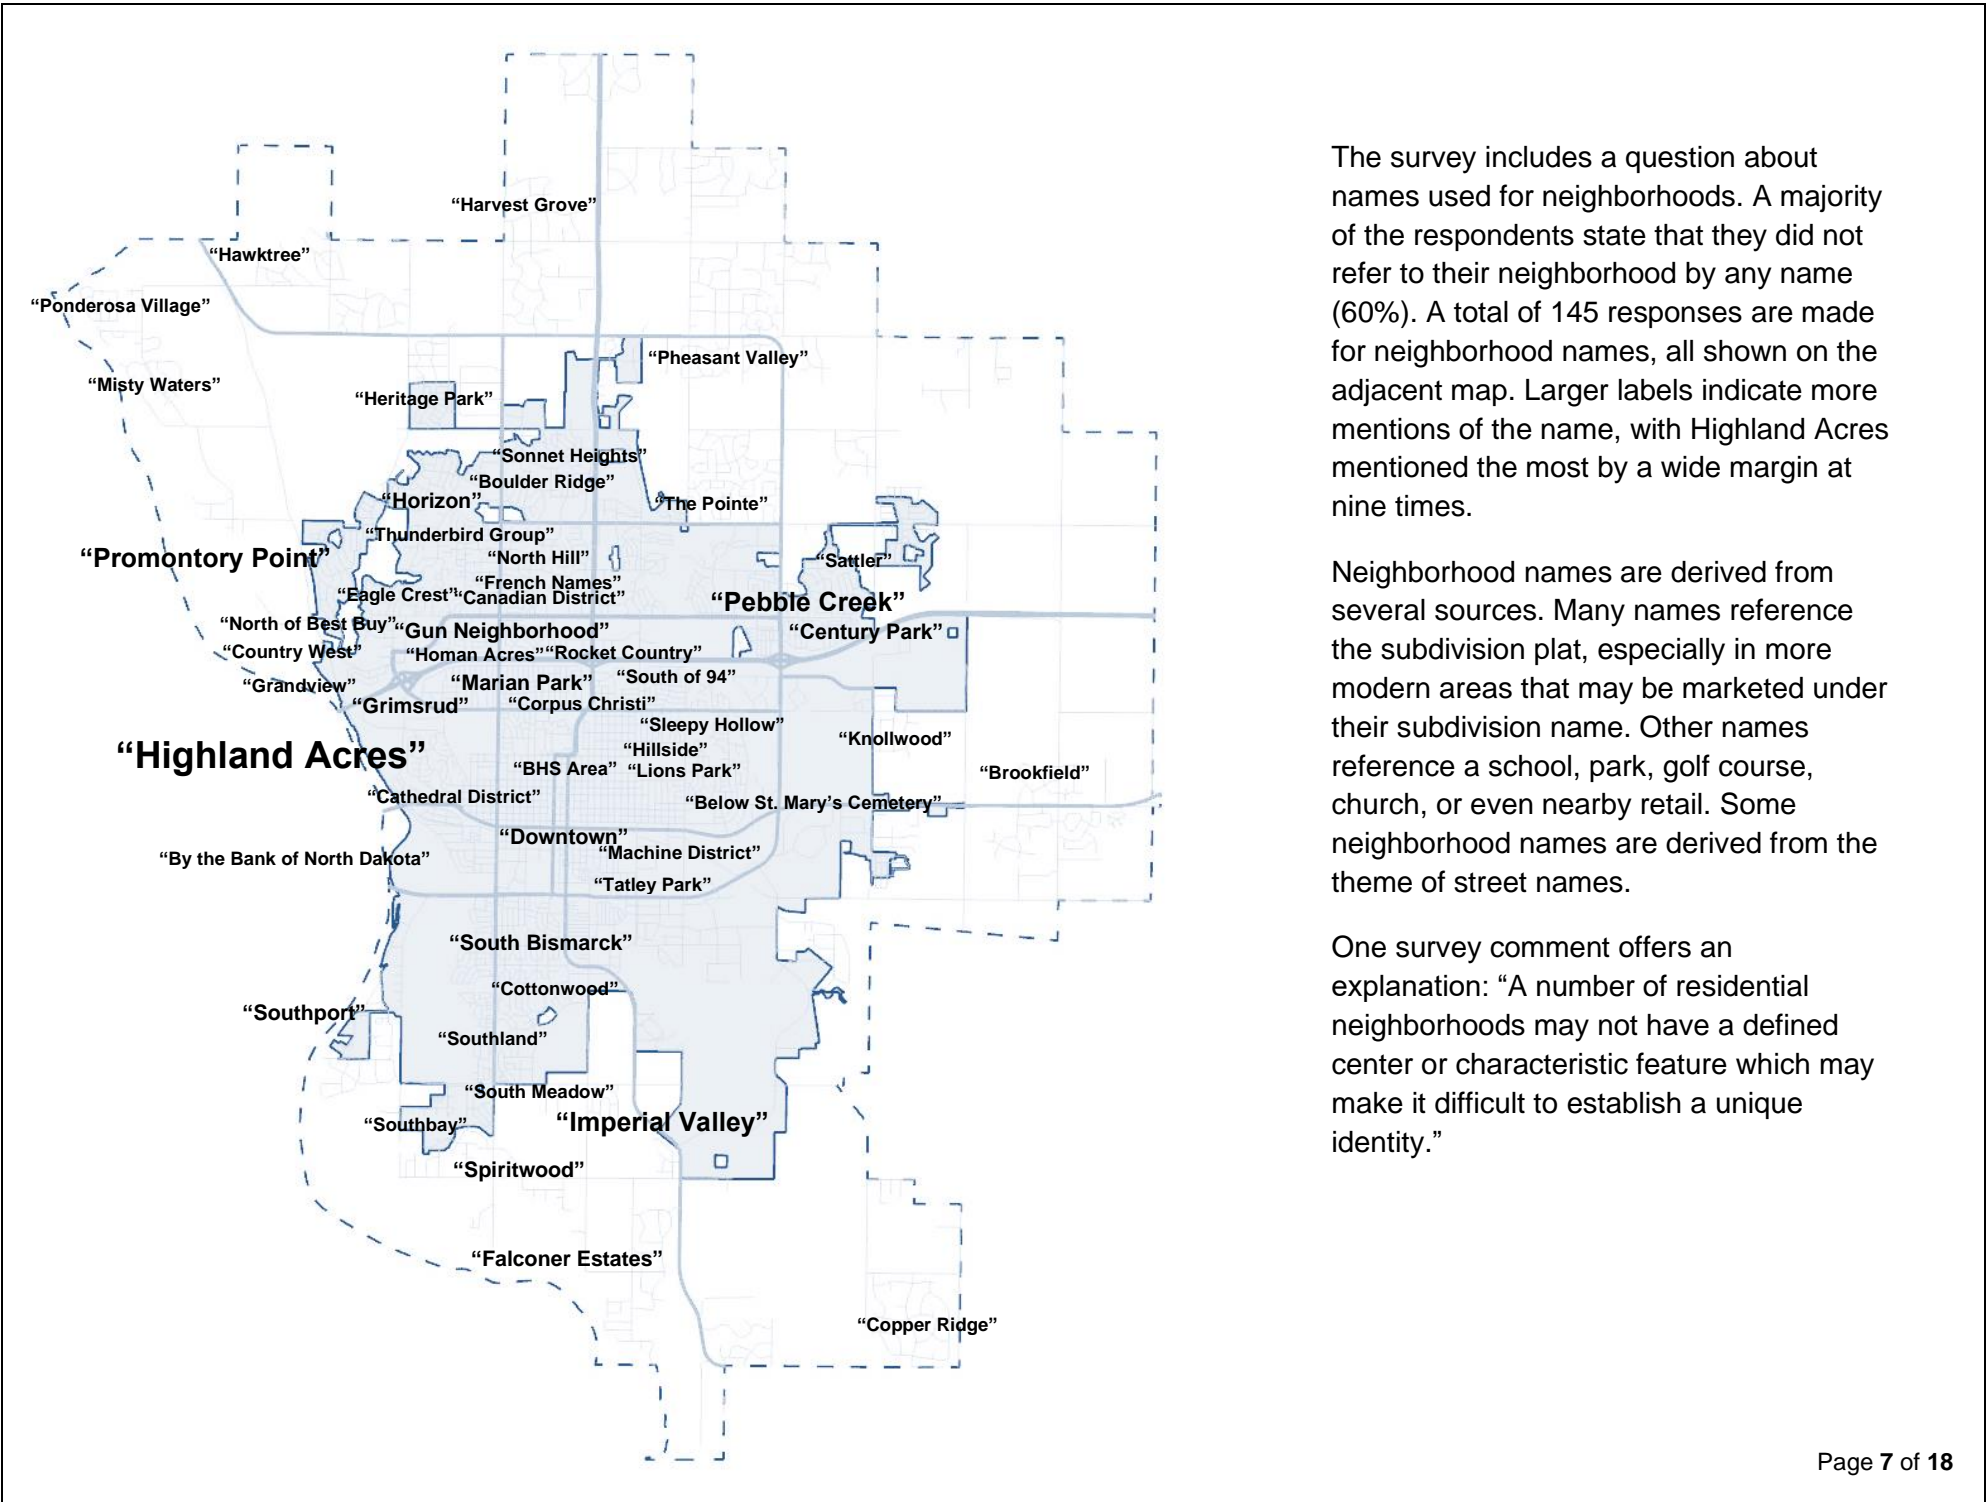 “Harvest Grove”
“Hawktree”
“Ponderosa Village”
“Pheasant Valley”
“Misty Waters”
“Heritage Park”
“Sonnet Heights”
“Boulder Ridge”
“Horizon”
“The Pointe”
“Thunderbird Group”
“Promontory Point”
“North Hill”
“Sattler”
“French Names”
“Eagle Crest”
“Canadian District”
“Pebble Creek”
“North of Best Buy”
“Gun Neighborhood”
“Century Park”
“Country West”
“Homan Acres”
“Rocket Country”
“Grandview”
“Marian Park”
“South of 94”
“Grimsrud”
“Corpus Christi”
“Sleepy Hollow”
“Knollwood”
“Highland Acres”
“Hillside”
“BHS Area”
“Lions Park”
“Brookfield”
“Cathedral District”
“Below St. Mary’s Cemetery”
“Downtown”
“By the Bank of North Dakota”
“Machine District”
“Tatley Park”
“South Bismarck”
“Cottonwood”
“Southport”
“Southland”
“South Meadow”
“Southbay”
“Imperial Valley”
“Spiritwood”
“Falconer Estates”
“Copper Ridge”
The survey includes a question about
names used for neighborhoods. A majority
of the respondents state that they did not
refer to their neighborhood by any name
(60%). A total of 145 responses are made
for neighborhood names, all shown on the
adjacent map. Larger labels indicate more
mentions of the name, with Highland Acres
mentioned the most by a wide margin at
nine times.
Neighborhood names are derived from
several sources. Many names reference
the subdivision plat, especially in more
modern areas that may be marketed under
their subdivision name. Other names
reference a school, park, golf course,
church, or even nearby retail. Some
neighborhood names are derived from the
theme of street names.
One survey comment offers an
explanation: “A number of residential
neighborhoods may not have a defined
center or characteristic feature which may
make it difficult to establish a unique
identity.”
Page 7 of 18